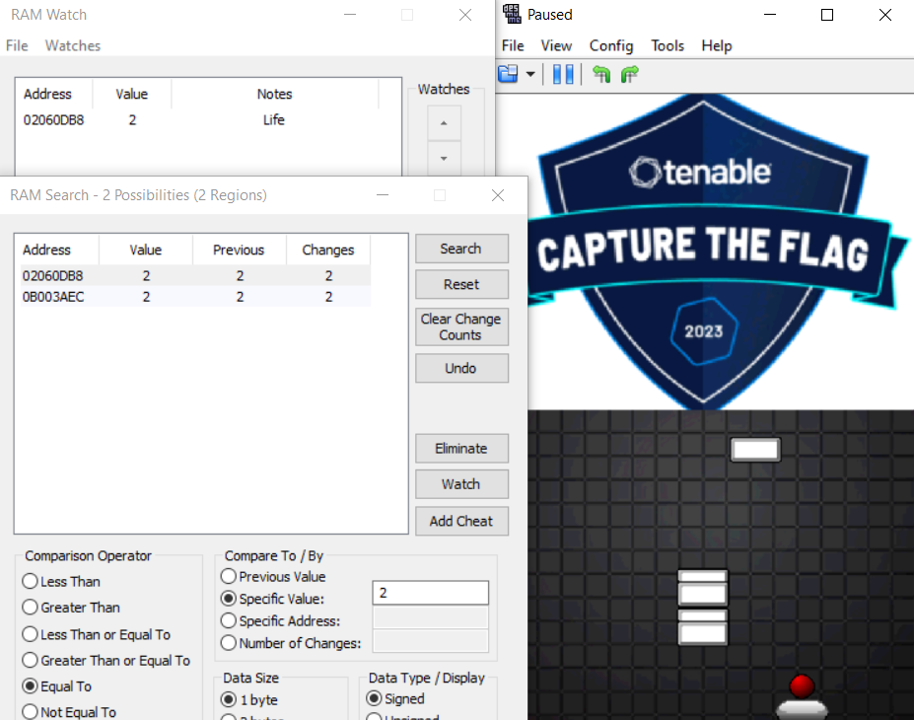 RAM Watch
File Watches
Address Value Notes
02060DB8 2 Life
Watches
RAM Search - 2 Possibilities (2 Regions)
Address Value Previous Changes
02060DB8 2 2 2
0B003AEC 2 2 2
Search
Reset
Clear Change
Counts
Undo
Eliminate
Watch
Add Cheat
Comparison Operator
Less Than
Greater Than
Less Than or Equal To
Greater Than or Equal To
Equal To
Not Equal To
Compare To / By
Previous Value
Specific Value: 2
Specific Address:
Number of Changes:
Data Size
1 byte
2 bytes
Data Type / Display
Signed
Unsigned
Paused
File View Config Tools Help
tenable
CAPTURE THE FLAG
2023